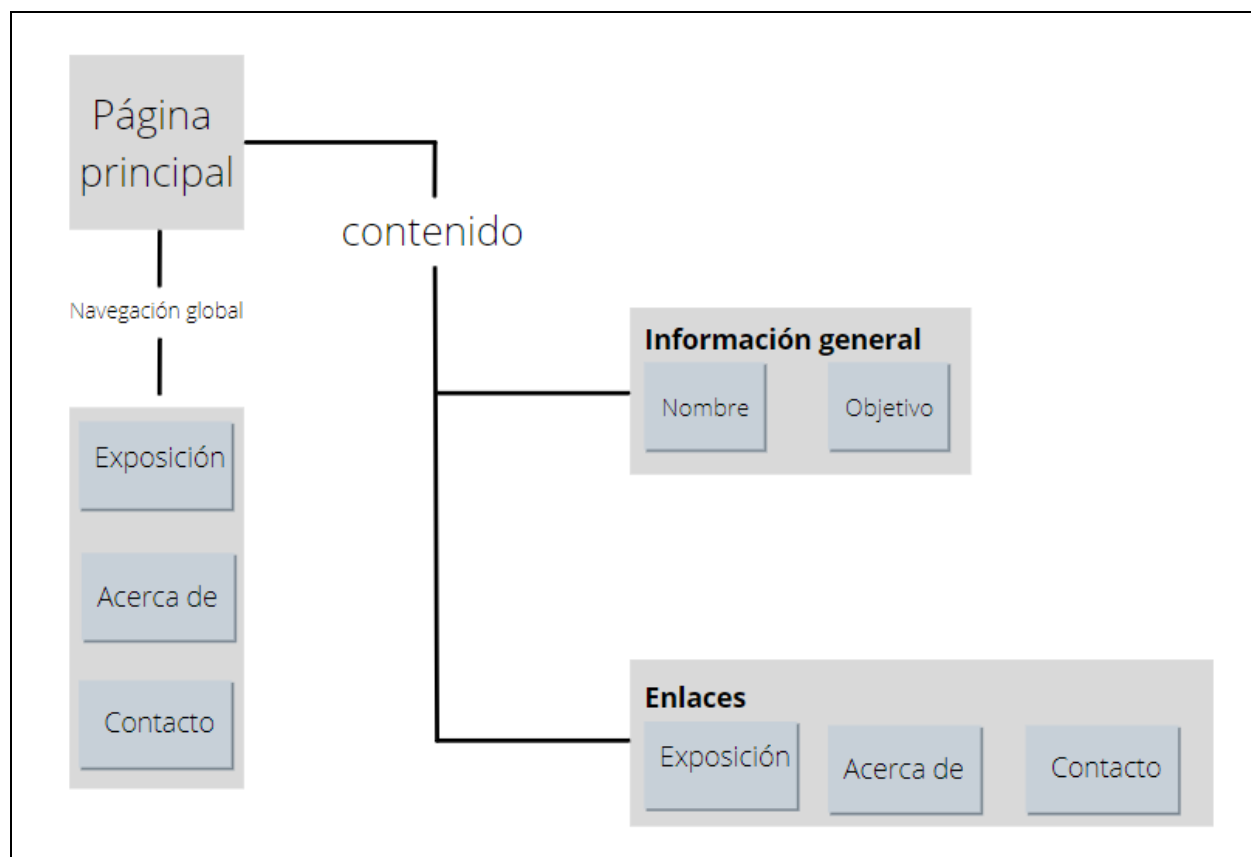 Página
principal
contenido
Navegación global
Exposición
Acerca de
Contacto
Información general
Nombre
Objetivo
Enlaces
Exposición
Acerca de
Contacto